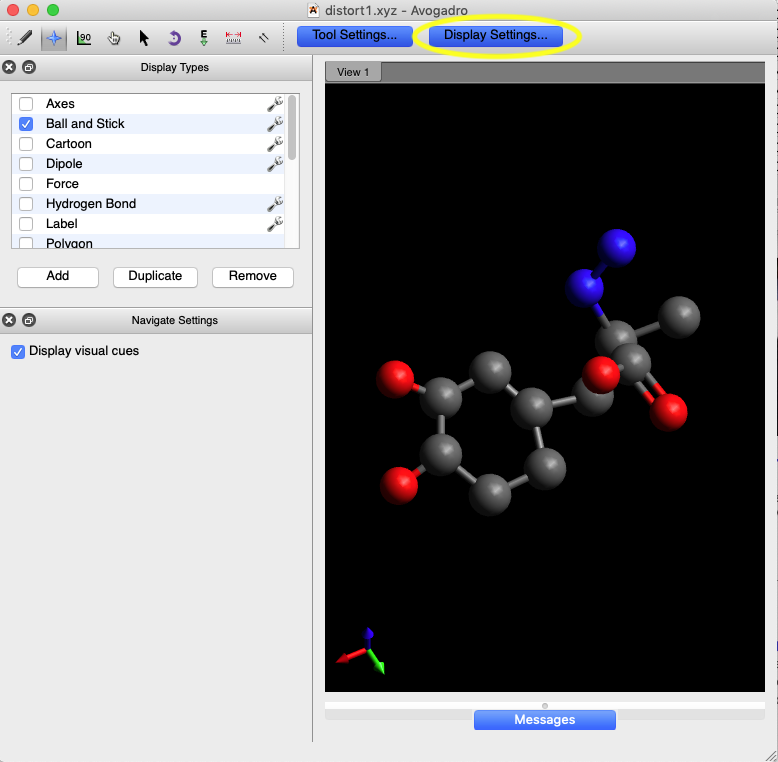 distort1.xyz - Avogadro
90
E
Tool Settings...
Display Settings...
Display Types
Axes
Ball and Stick
Cartoon
Dipole
Force
Hydrogen Bond
Label
Polygon
Add
Duplicate
Remove
Navigate Settings
Display visual cues
View 1
Messages